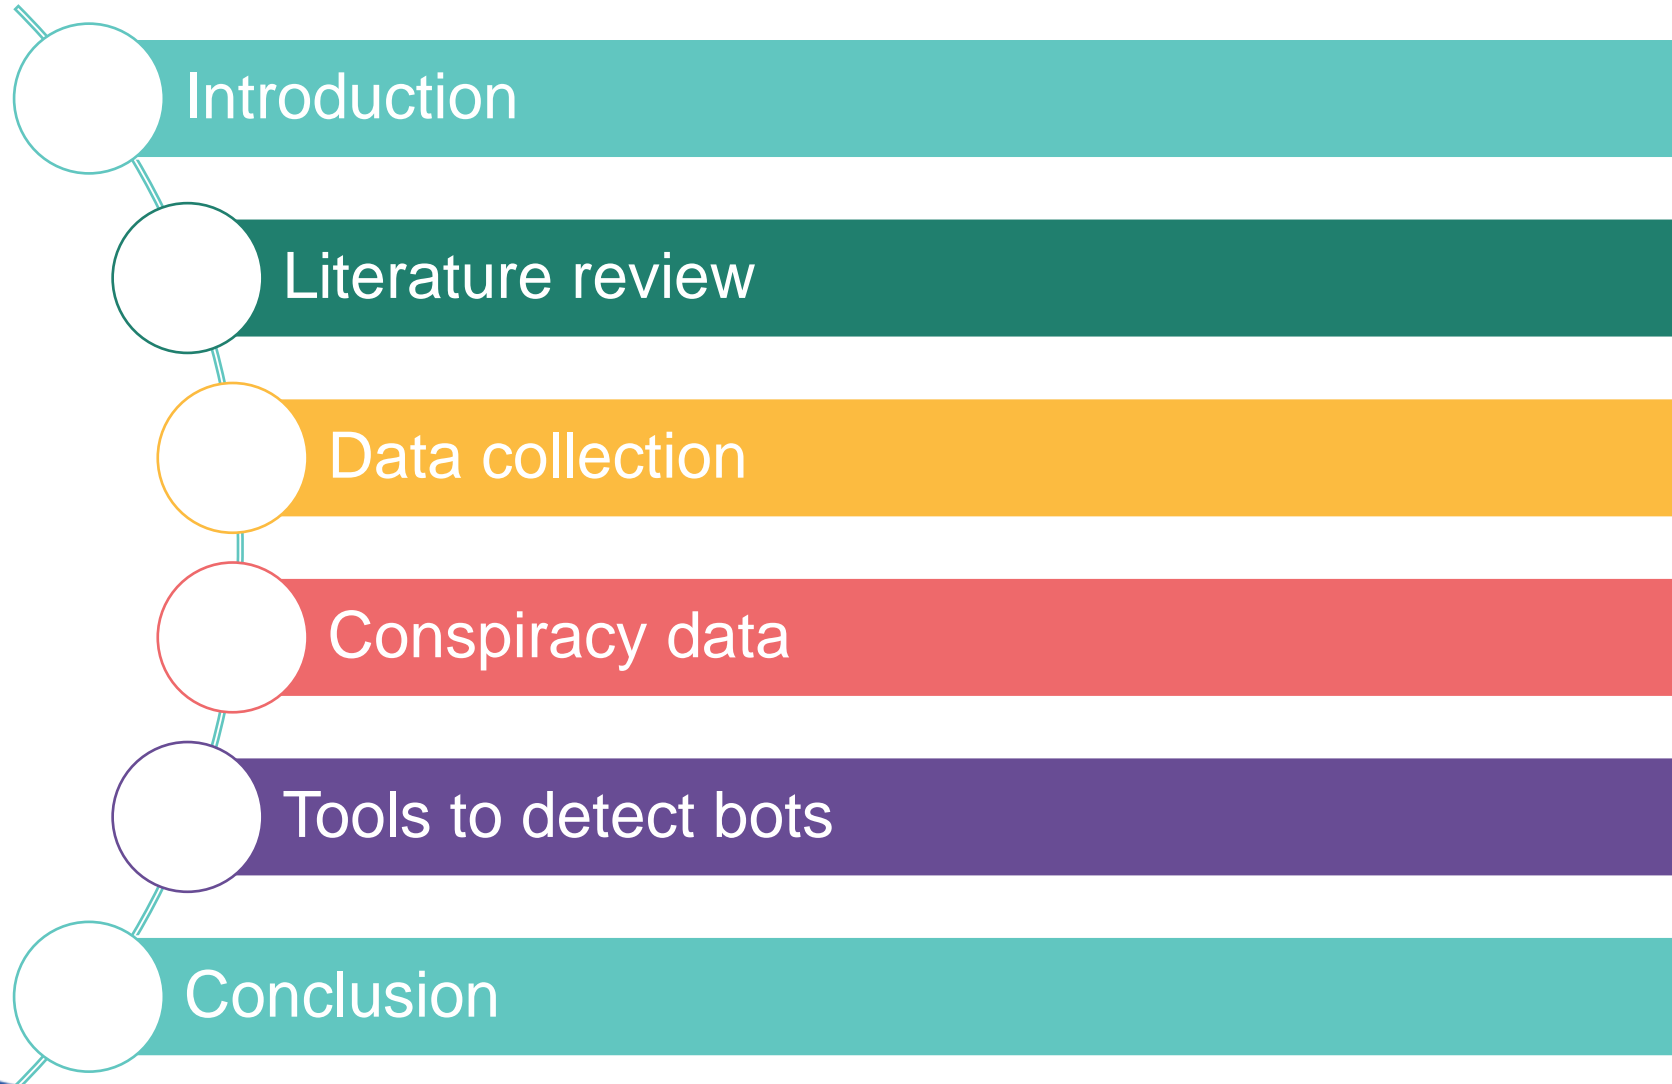 Introduction
Literature review
Data collection
Conspiracy data
Tools to detect bots
Conclusion